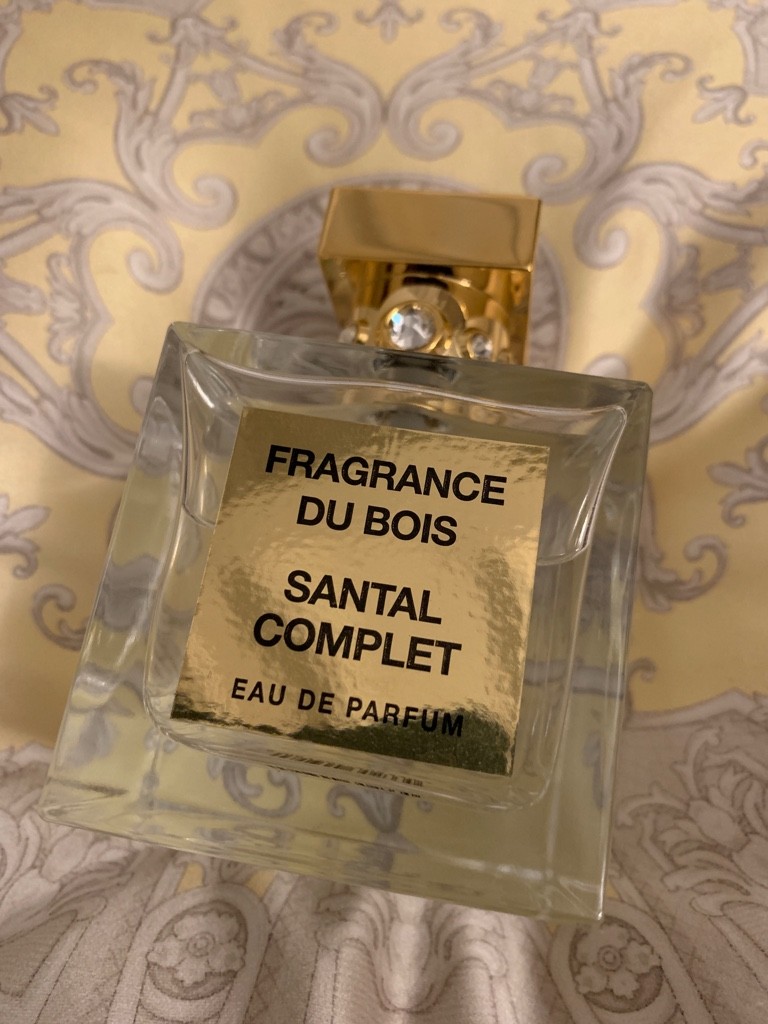 FRAGRANCE
DU BOIS
SANTAL
COMPLET
EAU DE PARFUM